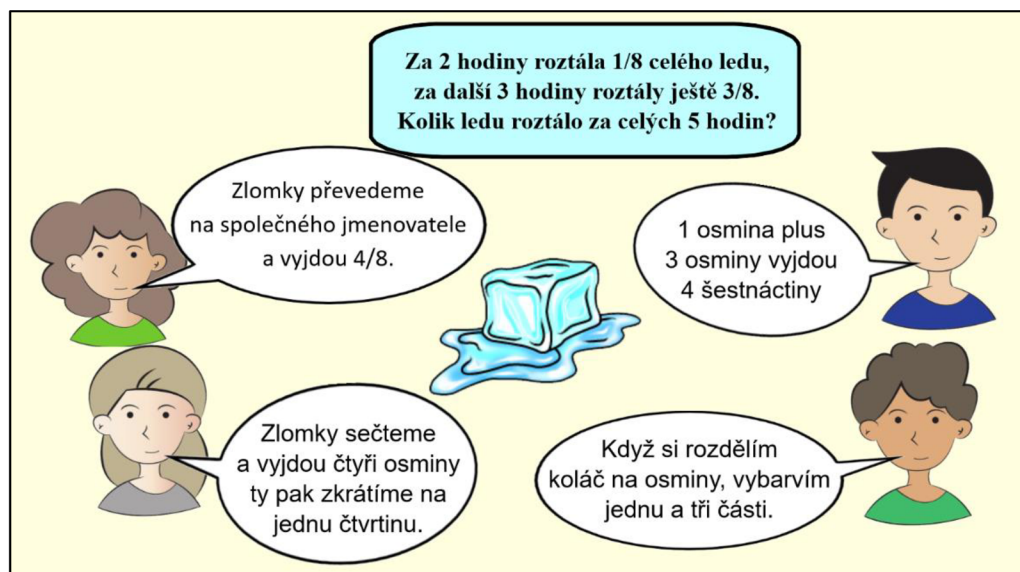 Za 2 hodiny roztála 1/8 celého ledu,
za další 3 hodiny roztály ještě 3/8.
Kolik ledu roztálo za celých 5 hodin?
Zlomky převedeme
na společného jmenovatele
a vyjdou 4/8.
1 osmina plus
3 osminy vyjdou
4 šestnáctiny
Zlomky sečteme
a vyjdou čtyři osminy
ty pak zkrátíme na
jednu čtvrtinu.
Když si rozdělím
koláč na osminy, vybarvím
jednu a tři části.